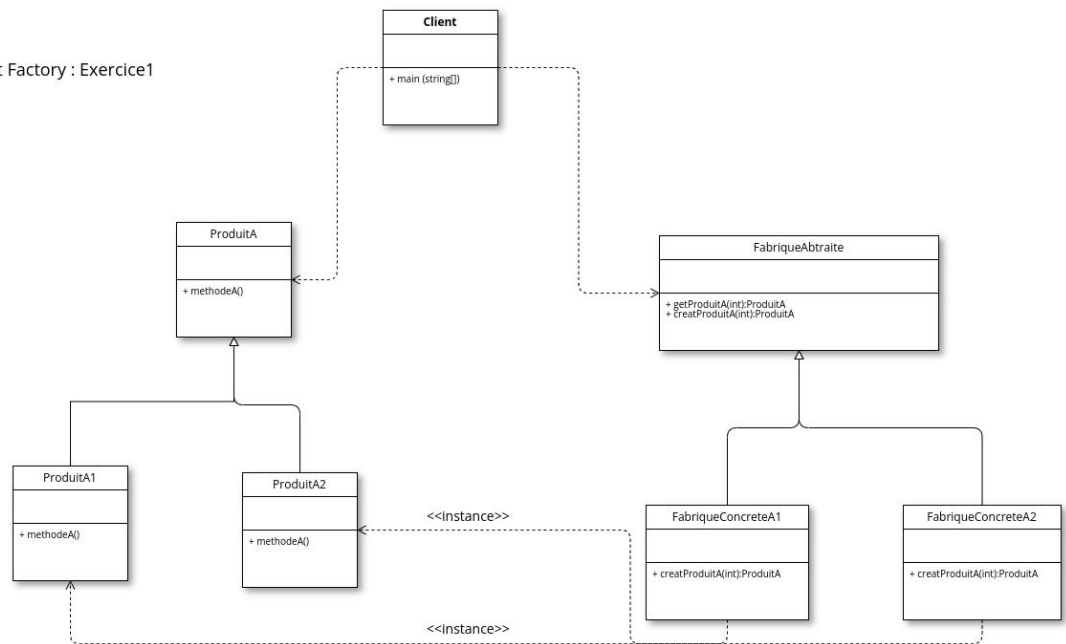 Client
+ main (string[])
t Factory : Exercice1
ProduitA
+ methodeA()
FabriqueAbtraite
+ getProduitA(int):ProduitA
+ creatProduitA(int):ProduitA
ProduitA1
+ methodeA()
ProduitA2
+ methodeA()
<<instance>>
FabriqueConcreteA1
+ creatProduitA(int):ProduitA
FabriqueConcreteA2
+ creatProduitA(int):ProduitA
<<instance>>